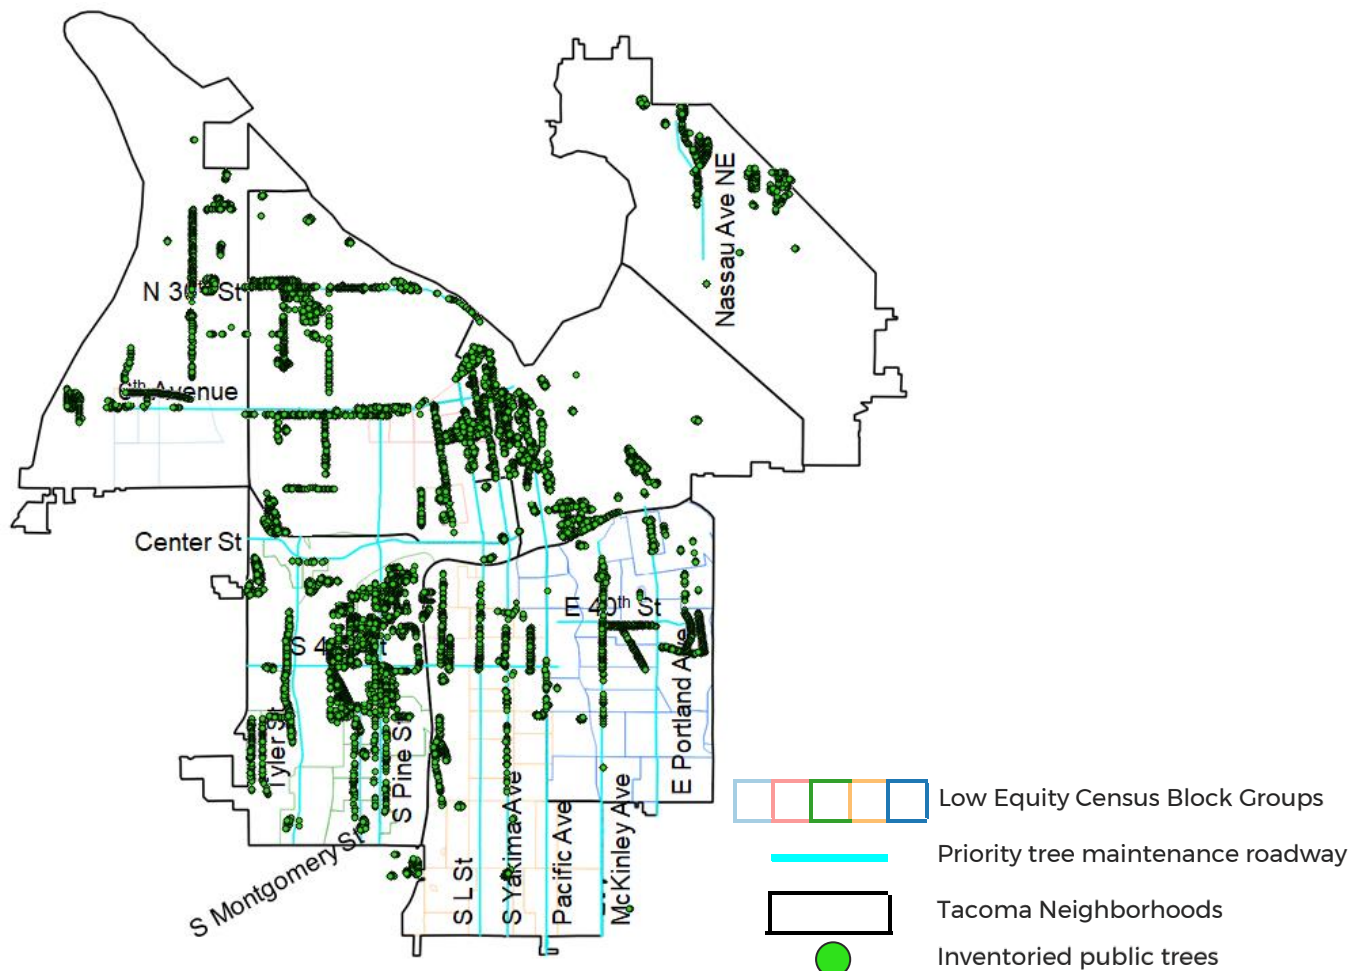 Nassau Ave NE
N 30th St
6th Avenue
Center St
E 40th St
S 4
t
Tyler St
S Pine St
E Portland Ave
S Montgomery St
S L St
S Yakima Ave
Pacific Ave
McKinley Ave
Low Equity Census Block Groups
Priority tree maintenance roadway
Tacoma Neighborhoods
Inventoried public trees